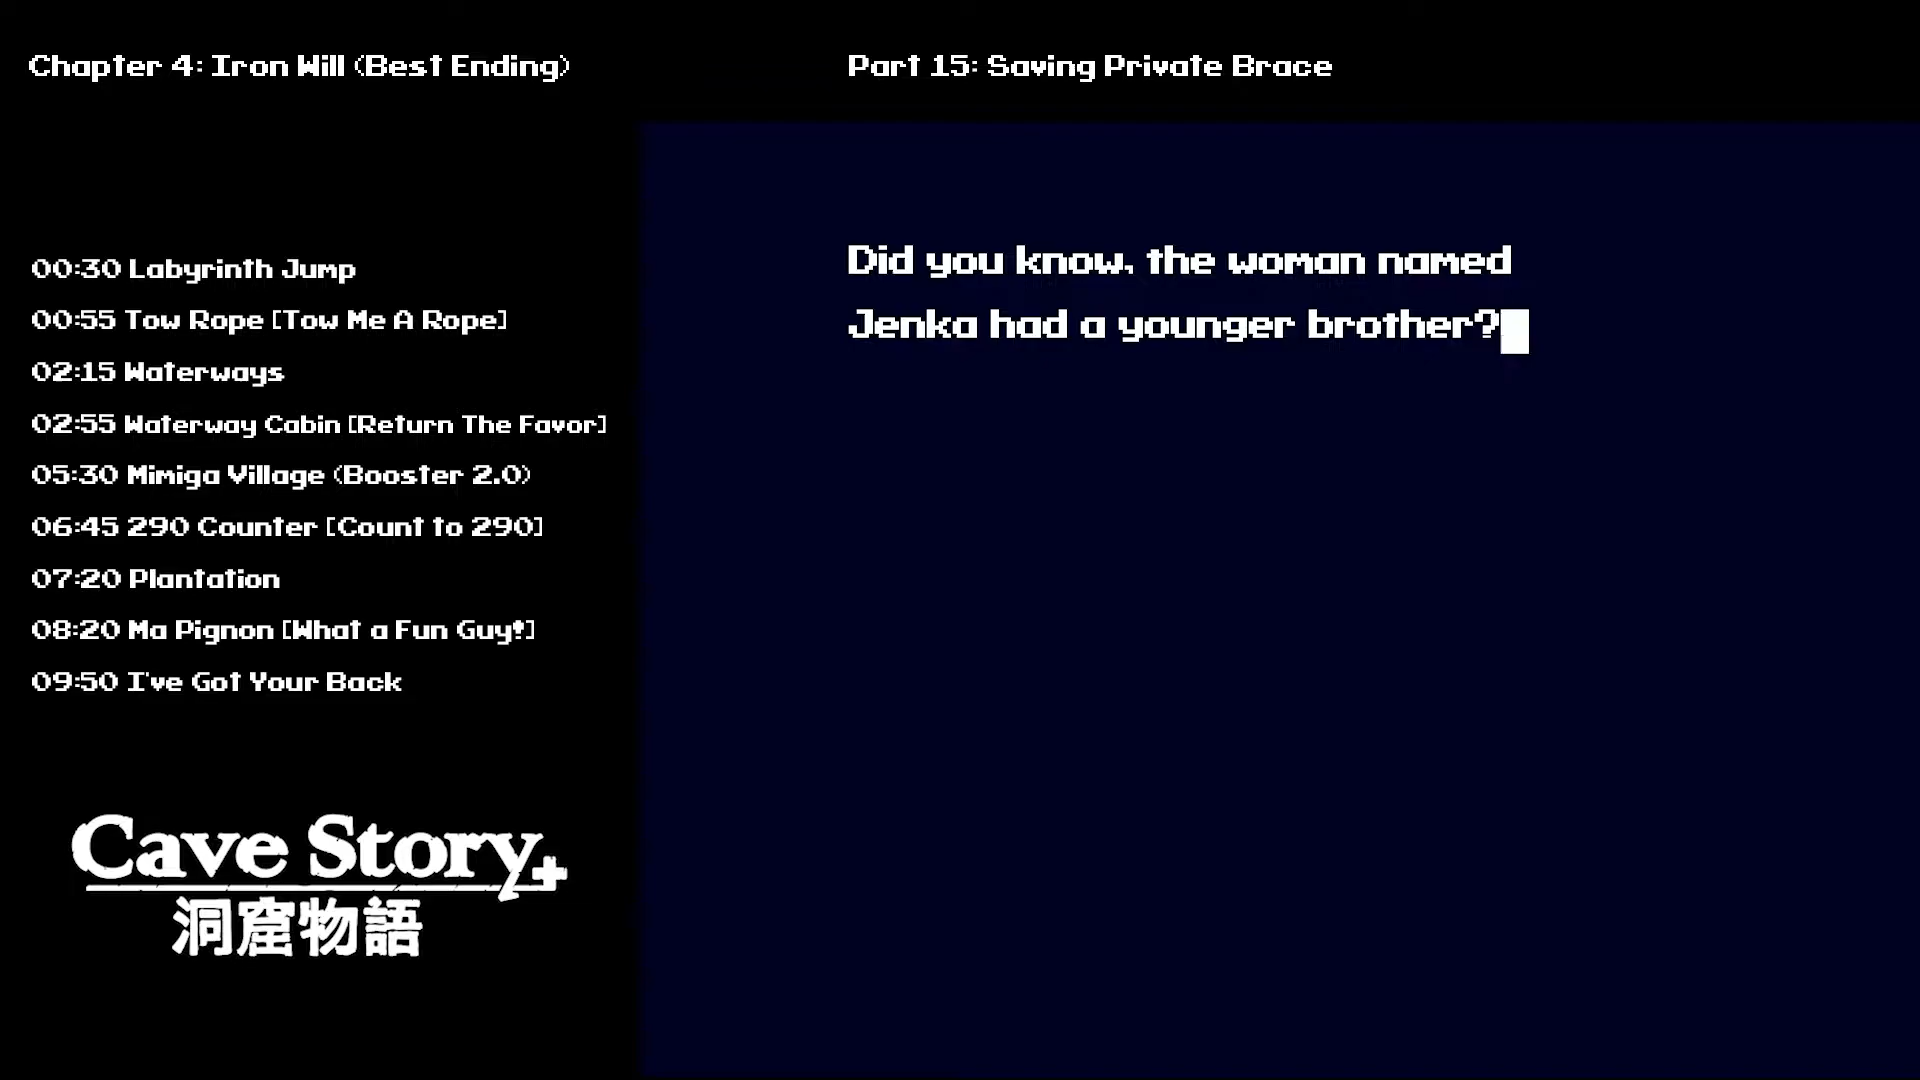 Chapter 4: Iron Will (Best Ending)
Part 15: Saving Private Brace
00:30 Labyrinth Jump
00:55 Tow Rope [Tow Me A Rope]
02:15 Waterways
02:55 Waterway Cabin [Return The Favor]
05:30 Mimiga Village (Booster 2.0)
06:45 290 Counter [Count to 290]
07:20 Plantation
08:20 Ma Pignon [What a Fun Guy!]
09:50 I've Got Your Back
Cave Story+
洞窟物語
Did you know, the woman named
Jenka had a younger brother?